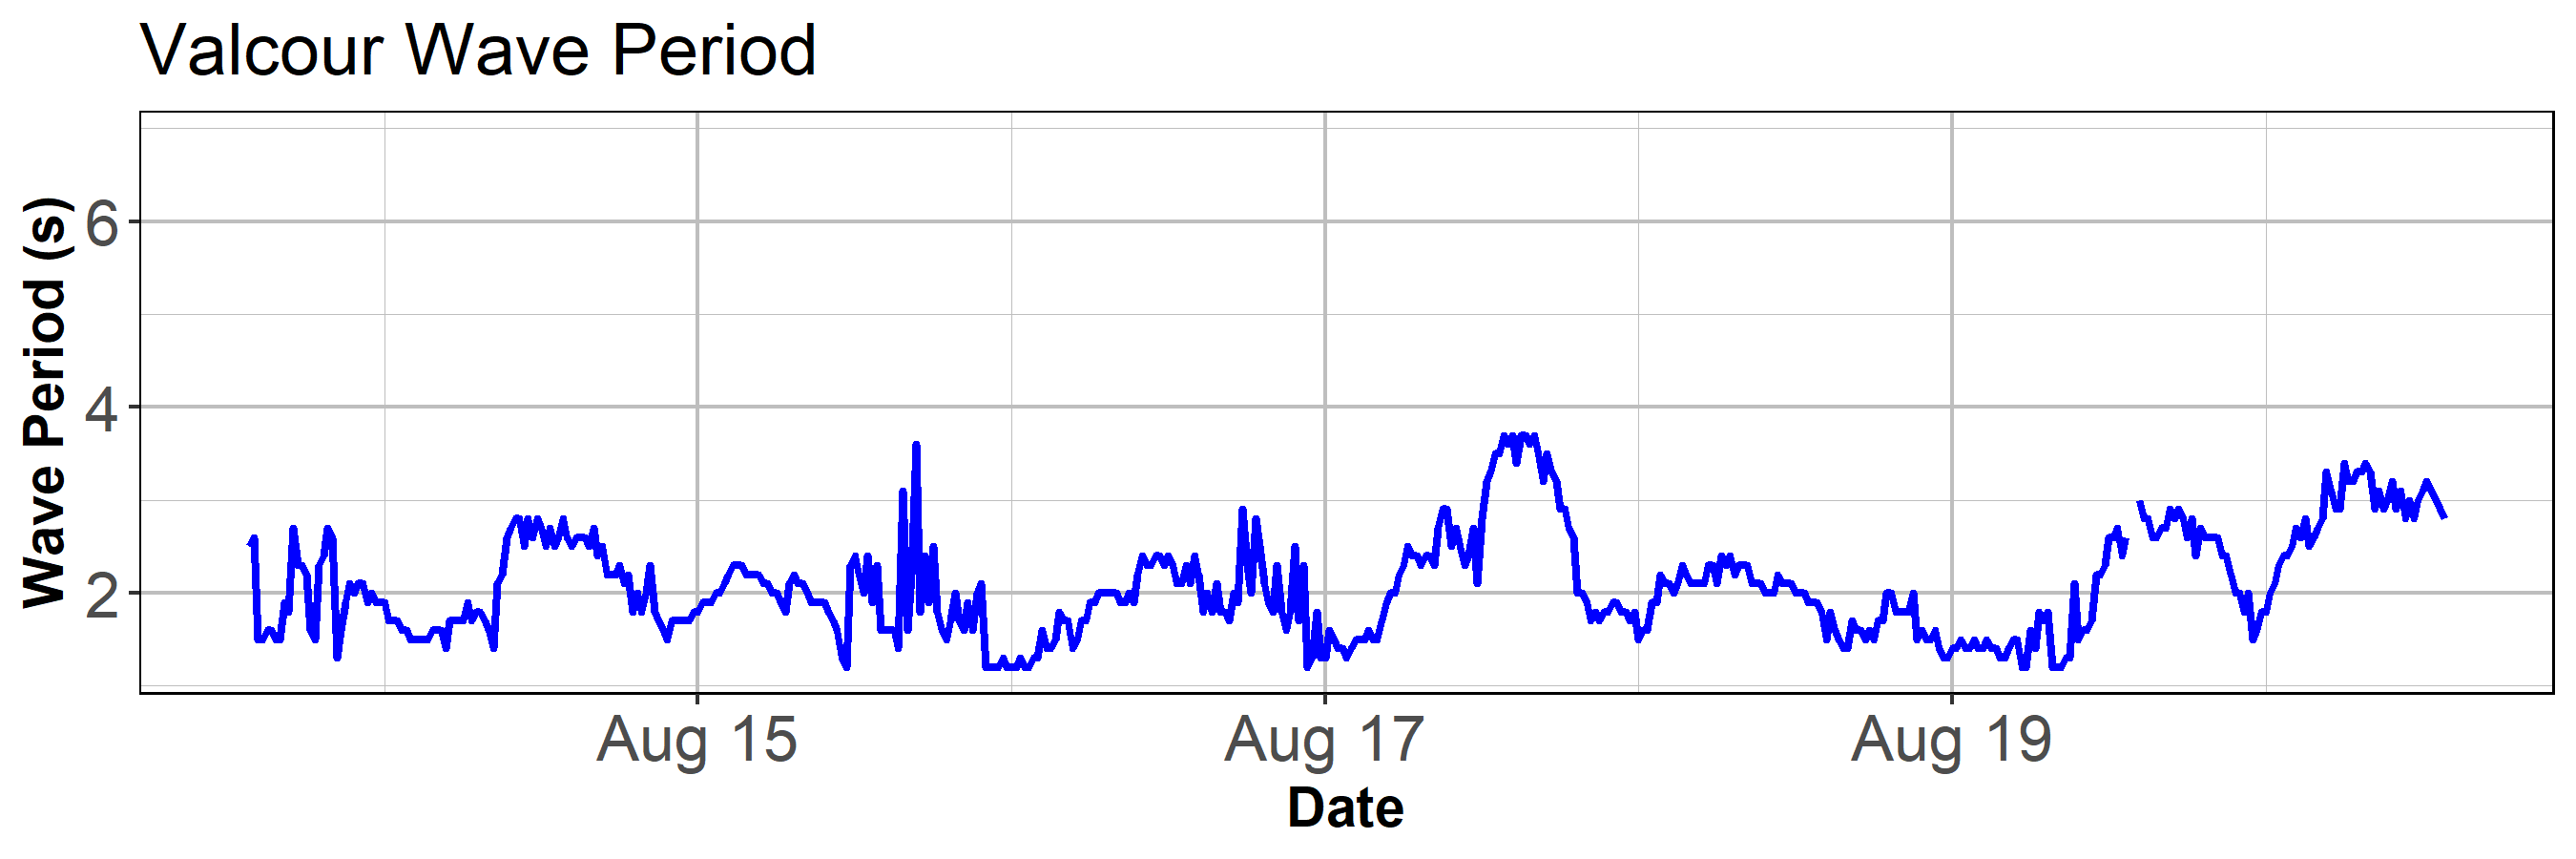 Valcour Wave Period
Wave Period (s)
6
4
2
Aug 15
Aug 17
Aug 19
Date